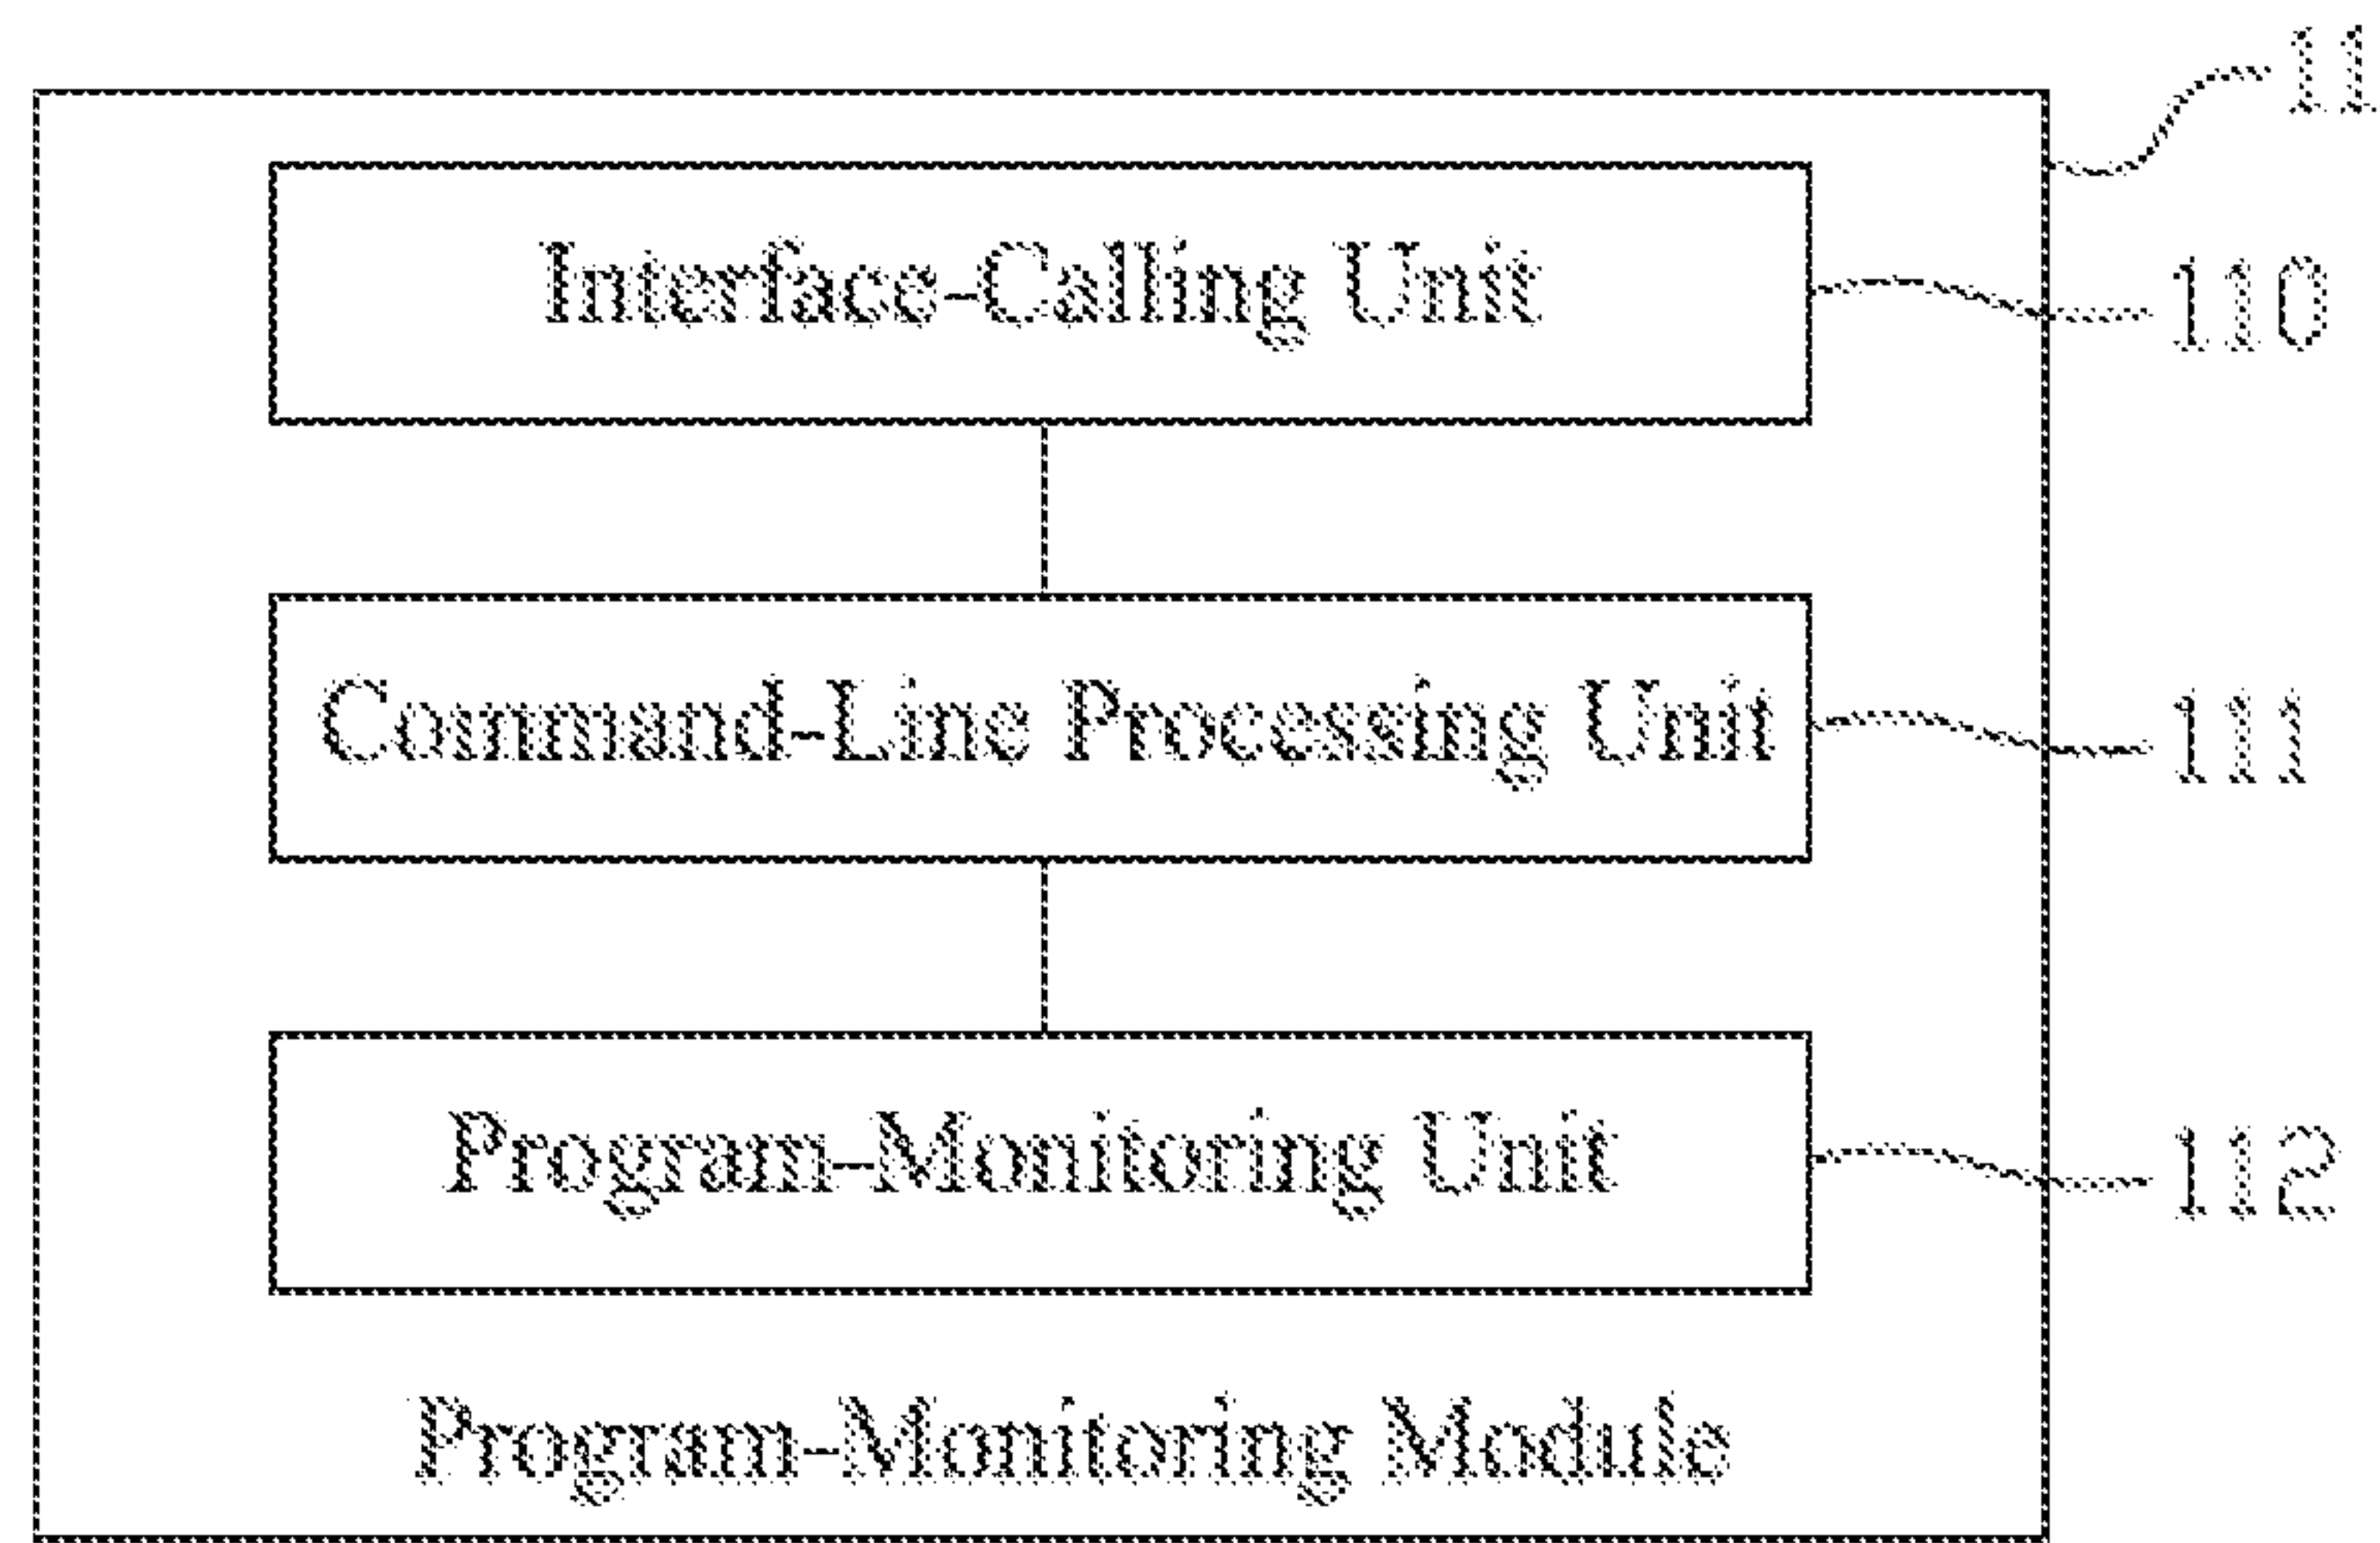 11
Interface-Calling Unit
110
Command-Line Processing Unit
111
Program-Monitoring Unit
112
Program-Monitoring Module